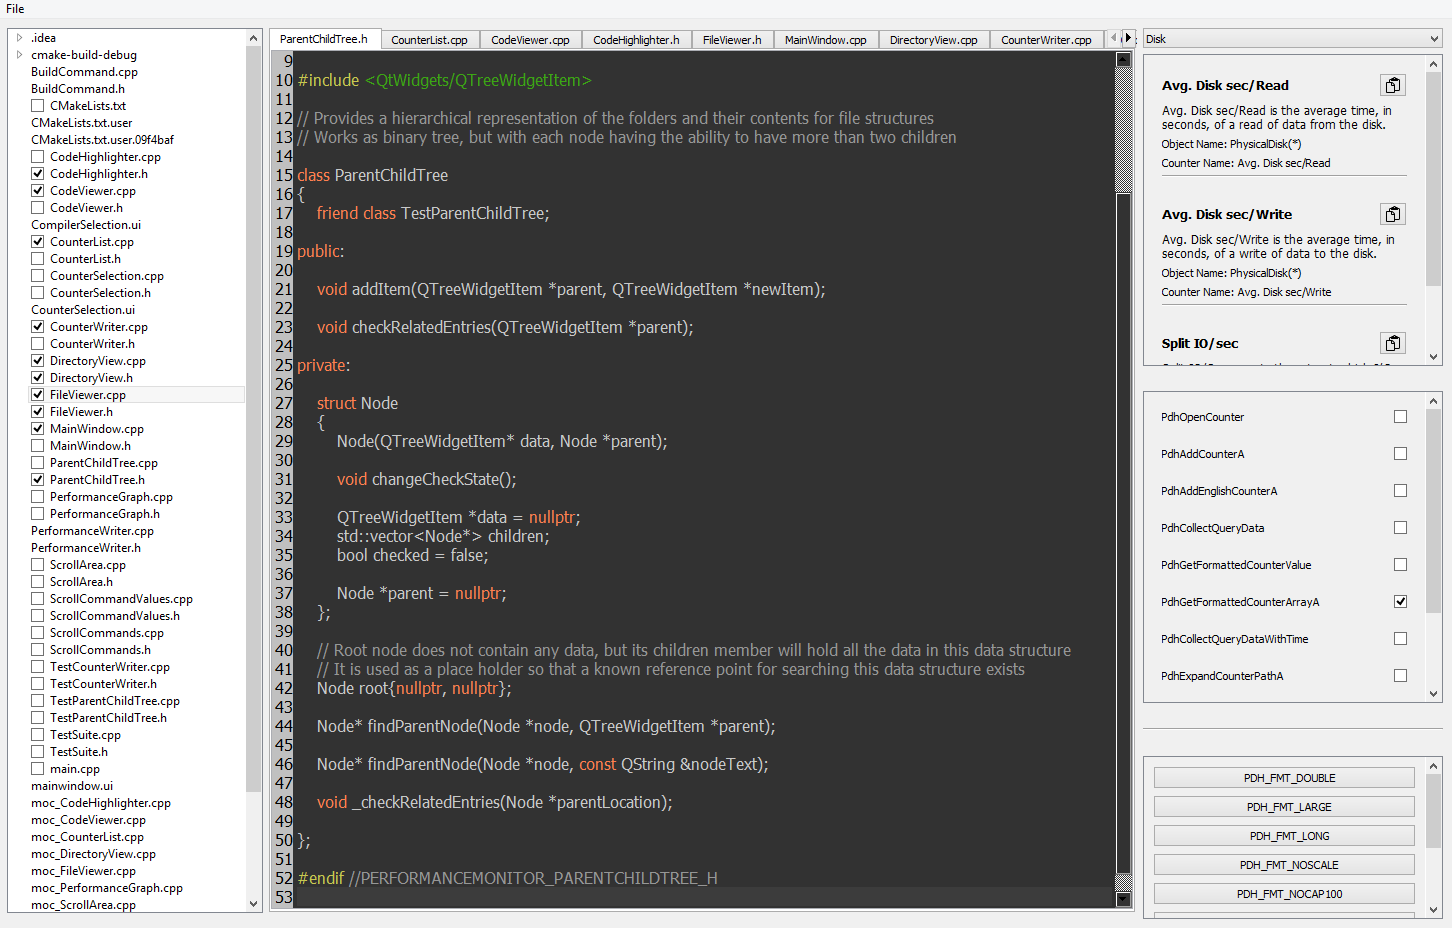 File
.idea
cmake-build-debug
BuildCommand.cpp
BuildCommand.h
CMakeLists.txt
CMakeLists.txt.user
CMakeLists.txt.user.09f4baf
CodeHighlighter.cpp
CodeHighlighter.h
CodeViewer.cpp
CodeViewer.h
CompilerSelection.ui
CounterList.cpp
CounterList.h
CounterSelection.cpp
CounterSelection.h
CounterSelection.ui
CounterWriter.cpp
CounterWriter.h
DirectoryView.cpp
DirectoryView.h
FileViewer.cpp
FileViewer.h
MainWindow.cpp
MainWindow.h
ParentChildTree.cpp
ParentChildTree.h
PerformanceGraph.cpp
PerformanceGraph.h
PerformanceWriter.cpp
PerformanceWriter.h
ScrollArea.cpp
ScrollArea.h
ScrollCommandValues.cpp
ScrollCommandValues.h
ScrollCommands.cpp
ScrollCommands.h
TestCounterWriter.cpp
TestCounterWriter.h
TestParentChildTree.cpp
TestParentChildTree.h
TestSuite.cpp
TestSuite.h
main.cpp
mainwindow.ui
moc_CodeHighlighter.cpp
moc_CodeViewer.cpp
moc_CounterList.cpp
moc_DirectoryView.cpp
moc_FileViewer.cpp
moc_PerformanceGraph.cpp
moc_ScrollArea.cpp
ParentChildTree.h CounterList.cpp CodeViewer.cpp CodeHighlighter.h FileViewer.h MainWindow.cpp DirectoryView.cpp CounterWriter.cpp
9
10 #include <QtWidgets/QTreeWidgetItem>
11
12 // Provides a hierarchical representation of the folders and their contents for file structures
13 // Works as binary tree, but with each node having the ability to have more than two children
14
15 class ParentChildTree
16 {
17 friend class TestParentChildTree;
18
19 public:
20
21 void addItem(QTreeWidgetItem *parent, QTreeWidgetItem *newItem);
22
23 void checkRelatedEntries(QTreeWidgetItem *parent);
24
25 private:
26
27 struct Node
28 {
29 Node(QTreeWidgetItem* data, Node *parent);
30
31 void changeCheckState();
32
33 QTreeWidgetItem *data = nullptr;
34 std::vector<Node*> children;
35 bool checked = false;
36
37 Node *parent = nullptr;
38 };
39
40 // Root node does not contain any data, but its children member will hold all the data in this data structure
41 // It is used as a place holder so that a known reference point for searching this data structure exists
42 Node root{nullptr, nullptr};
43
44 Node* findParentNode(Node *node, QTreeWidgetItem *parent);
45
46 Node* findParentNode(Node *node, const QString &nodeText);
47
48 void _checkRelatedEntries(Node *parentLocation);
49
50 };
51
52 #endif //PERFORMANCEMONITOR_PARENTCHILDTREE_H
53
Disk
Avg. Disk sec/Read
Avg. Disk sec/Read is the average time, in
seconds, of a read of data from the disk.
Object Name: PhysicalDisk(*)
Counter Name: Avg. Disk sec/Read
Avg. Disk sec/Write
Avg. Disk sec/Write is the average time, in
seconds, of a write of data to the disk.
Object Name: PhysicalDisk(*)
Counter Name: Avg. Disk sec/Write
Split IO/sec
PdhOpenCounter
PdhAddCounterA
PdhAddEnglishCounterA
PdhCollectQueryData
PdhGetFormattedCounterValue
PdhGetFormattedCounterArrayA
PdhCollectQueryDataWithTime
PdhExpandCounterPathA
PDH_FMT_DOUBLE
PDH_FMT_LARGE
PDH_FMT_LONG
PDH_FMT_NOSCALE
PDH_FMT_NOCAP100